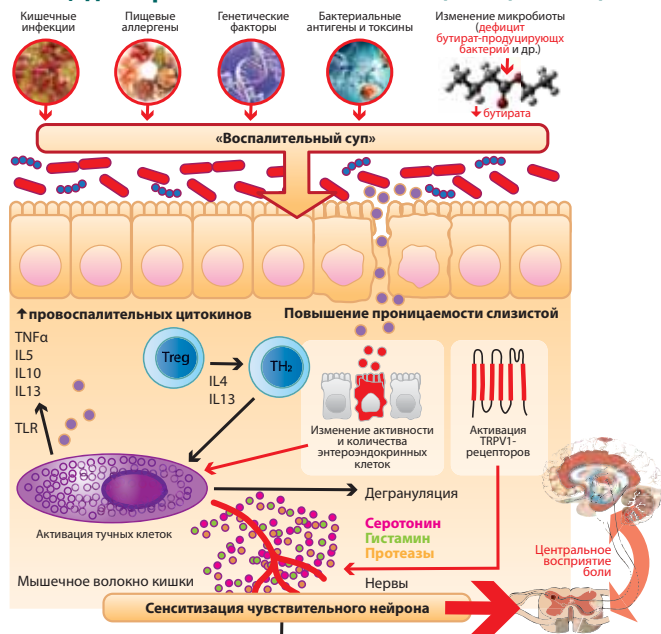 Кишечные
инфекции
Пищевые
аллергены
Генетические
факторы
Бактериальные
антигены и токсины
Изменение микробиоты
(дефицит
бутират-продуцирующх
бактерий и др.)
бутирата
«Воспалительный суп»
провоспалительных цитокинов
Повышение проницаемости слизистой
TNFα
IL5
IL10
IL13
TLR
Treg
TH₂
IL4
IL13
Изменение активности
и количества
энтероэндокринных
клеток
Активация
TRPV1-
рецепторов
Активация тучных клеток
Дегрануляция
Серотонин
Гистамин
Протеазы
Центральное
восприятие
боли
Мышечное волокно кишки
Нервы
Сенситизация чувствительного нейрона